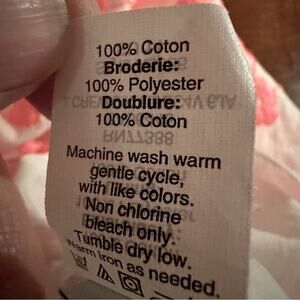 100% Coton
Broderie:
100% Polyester
Doublure:
100% Coton
Machine wash warm
gentle cycle,
with like colors.
Non chlorine
bleach only.
Tumble dry low.
Warm iron as needed.
RN77388